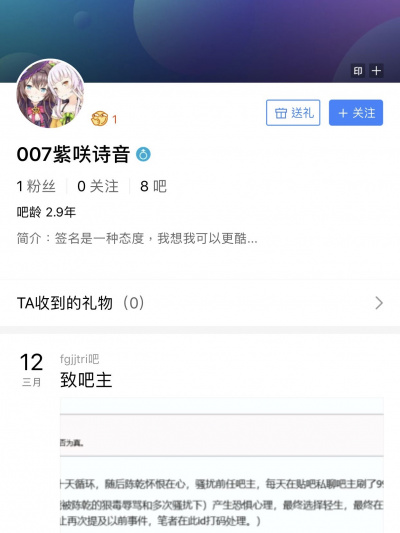 印
1
送礼
+ 关注
007紫咲诗音
1 粉丝 0 关注 8 吧
吧龄 2.9年
简介：签名是一种态度，我想我可以更酷...
TA收到的礼物（0）
12
三月
fgjjtri吧
致吧主
否为真。
十天循环，随后陈乾怀恨在心，骚扰前任吧主，每天在贴吧私聊吧主刷了99
被陈乾的狠毒辱骂和多次骚扰下）产生恐惧心理，最终选择轻生，最终在
止再次提及以前事件，笔者在此id打码处理。）